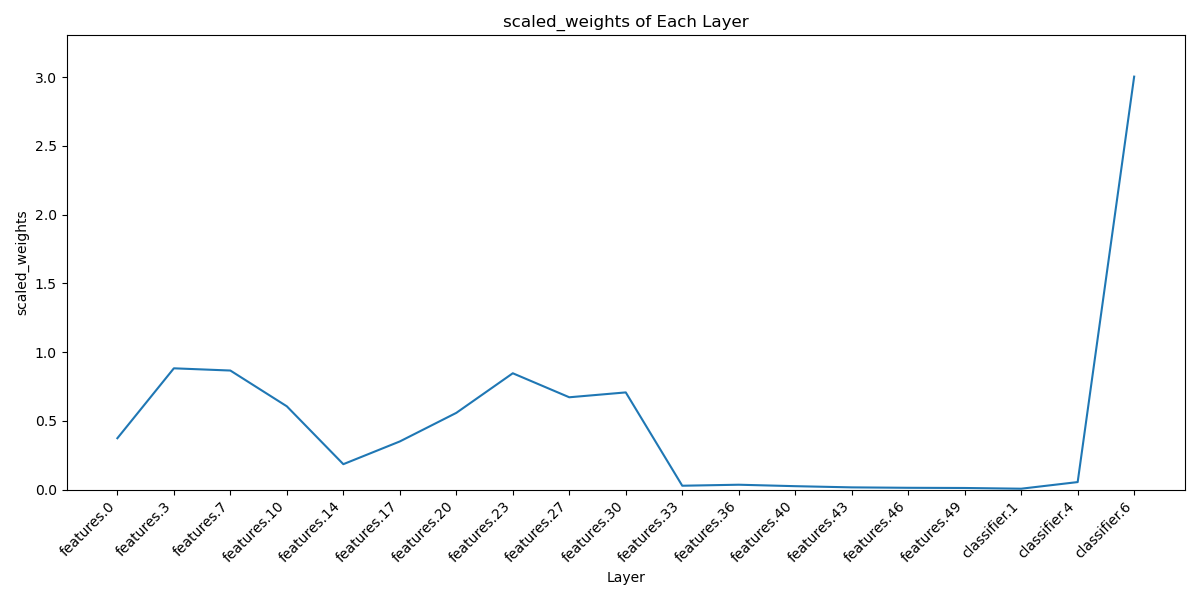 scaled_weights of Each Layer
scaled_weights
3.0
2.5
2.0
1.5
1.0
0.5
0.0
features.0
features.3
features.7
features.10
features.14
features.17
features.20
features.23
features.27
features.30
features.33
features.36
features.40
features.43
features.46
features.49
classifier.1
classifier.4
classifier.6
Layer